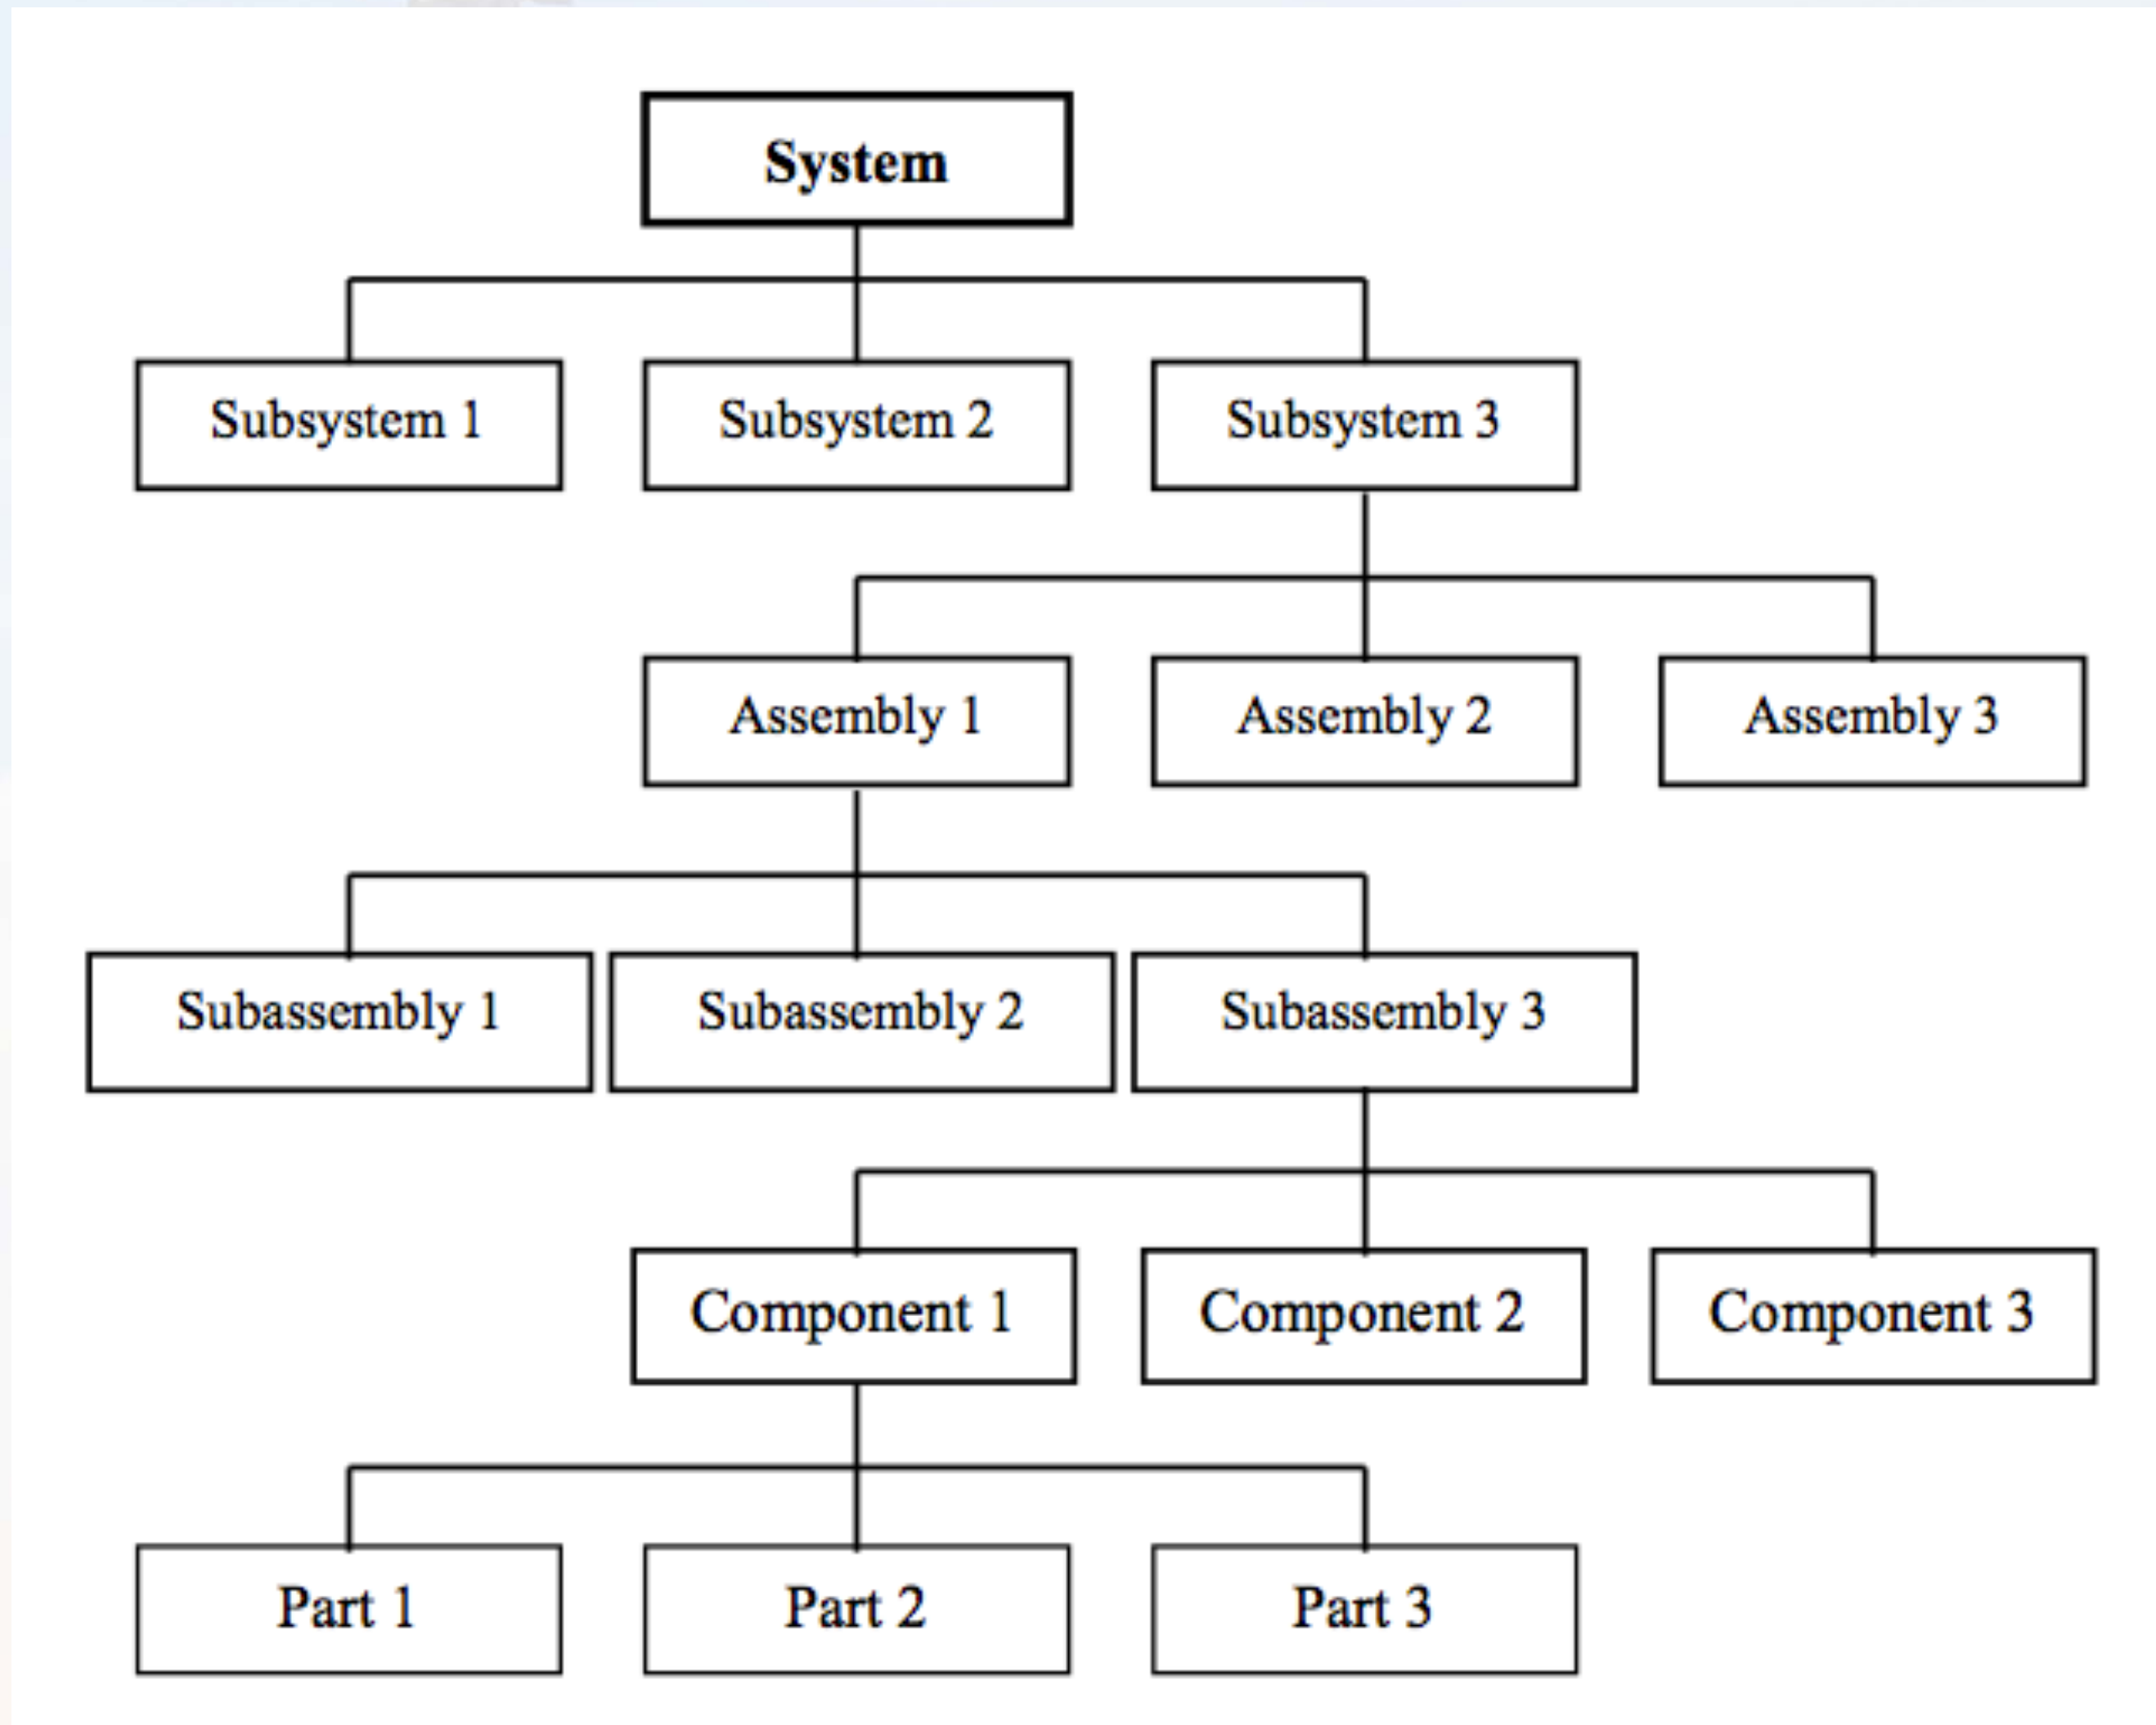 System
Subsystem 1
Subsystem 2
Subsystem 3
Assembly 1
Assembly 2
Assembly 3
Subassembly 1
Subassembly 2
Subassembly 3
Component 1
Component 2
Component 3
Part 1
Part 2
Part 3